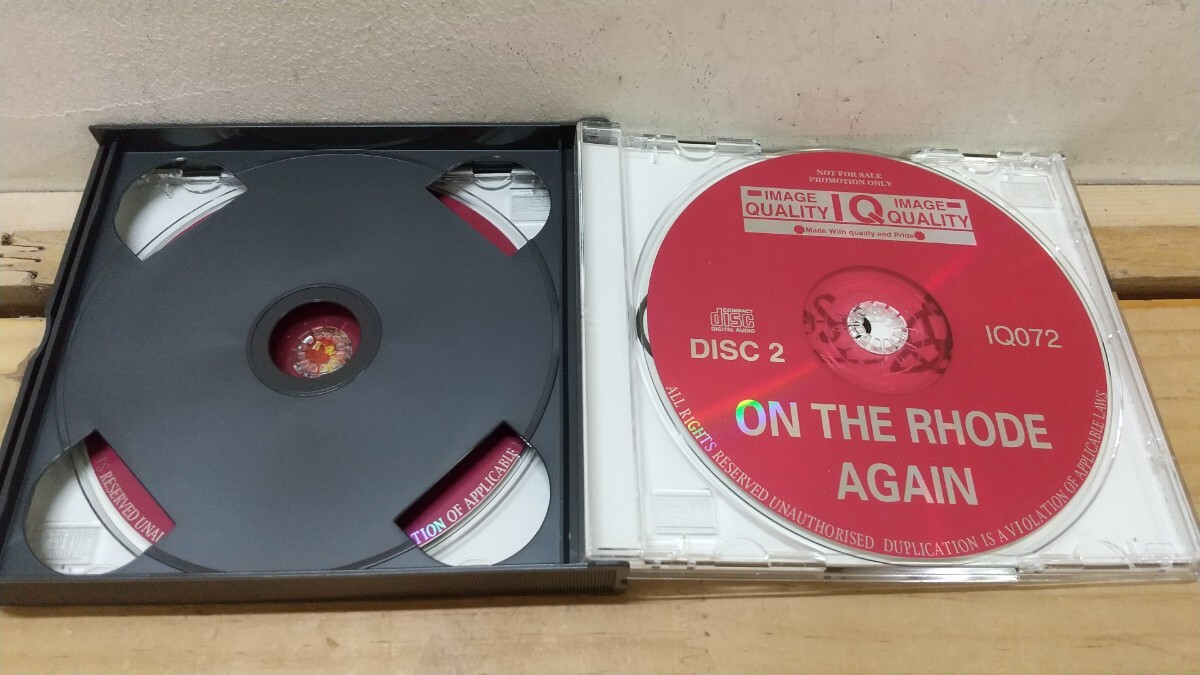 NOT FOR SALE
PROMOTION ONLY
IMAGE QUALITY IQ IMAGE QUALITY
Made With quality and Pride
COMPACT
disc
DIGITAL AUDIO
DISC 2
IQ072
ON THE RHODE
AGAIN
ALL RIGHTS RESERVED UNAUTHORISED DUPLICATION IS A VIOLATION OF APPLICABLE LAWS
S RESERVED UNAU
TION OF APPLICABLE